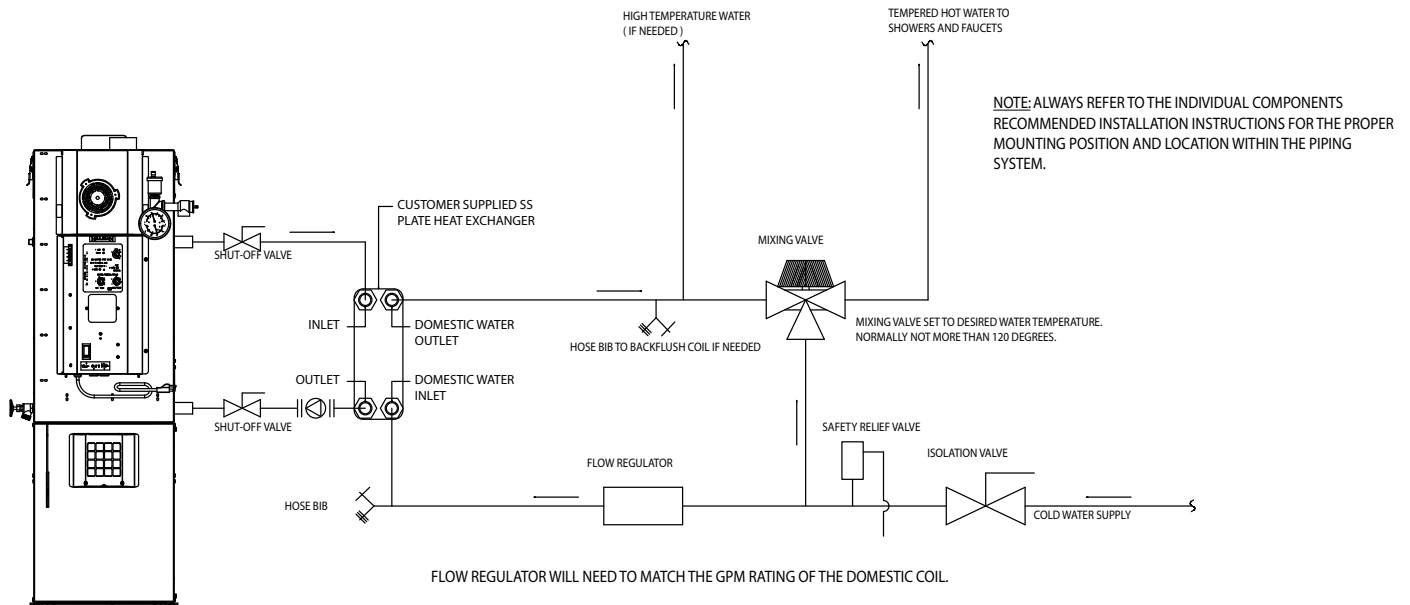 HIGH TEMPERATURE WATER
( IF NEEDED )
TEMPERED HOT WATER TO
SHOWERS AND FAUCETS
NOTE: ALWAYS REFER TO THE INDIVIDUAL COMPONENTS
RECOMMENDED INSTALLATION INSTRUCTIONS FOR THE PROPER
MOUNTING POSITION AND LOCATION WITHIN THE PIPING
SYSTEM.
CUSTOMER SUPPLIED SS
PLATE HEAT EXCHANGER
SHUT-OFF VALVE
MIXING VALVE
INLET
DOMESTIC WATER
OUTLET
HOSE BIB TO BACKFLUSH COIL IF NEEDED
MIXING VALVE SET TO DESIRED WATER TEMPERATURE.
NORMALLY NOT MORE THAN 120 DEGREES.
OUTLET
DOMESTIC WATER
INLET
SHUT-OFF VALVE
SAFETY RELIEF VALVE
FLOW REGULATOR
ISOLATION VALVE
HOSE BIB
COLD WATER SUPPLY
FLOW REGULATOR WILL NEED TO MATCH THE GPM RATING OF THE DOMESTIC COIL.